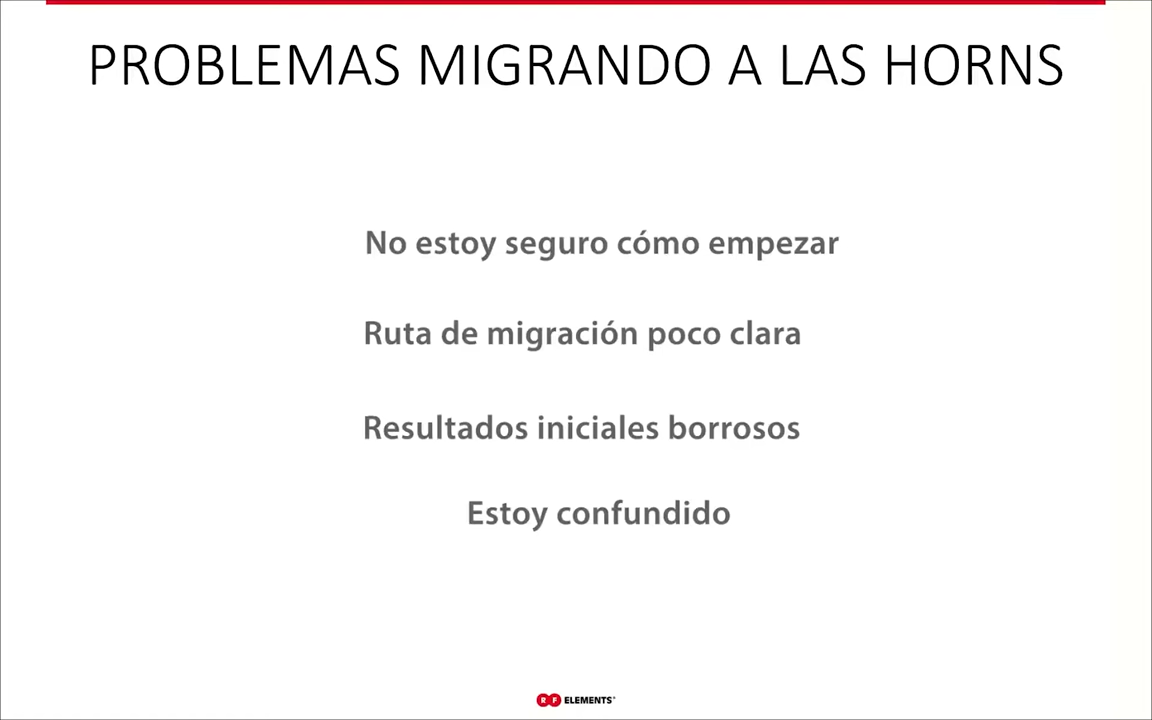 PROBLEMAS MIGRANDO A LAS HORNS
No estoy seguro cómo empezar
Ruta de migración poco clara
Resultados iniciales borrosos
Estoy confundido
RF ELEMENTS